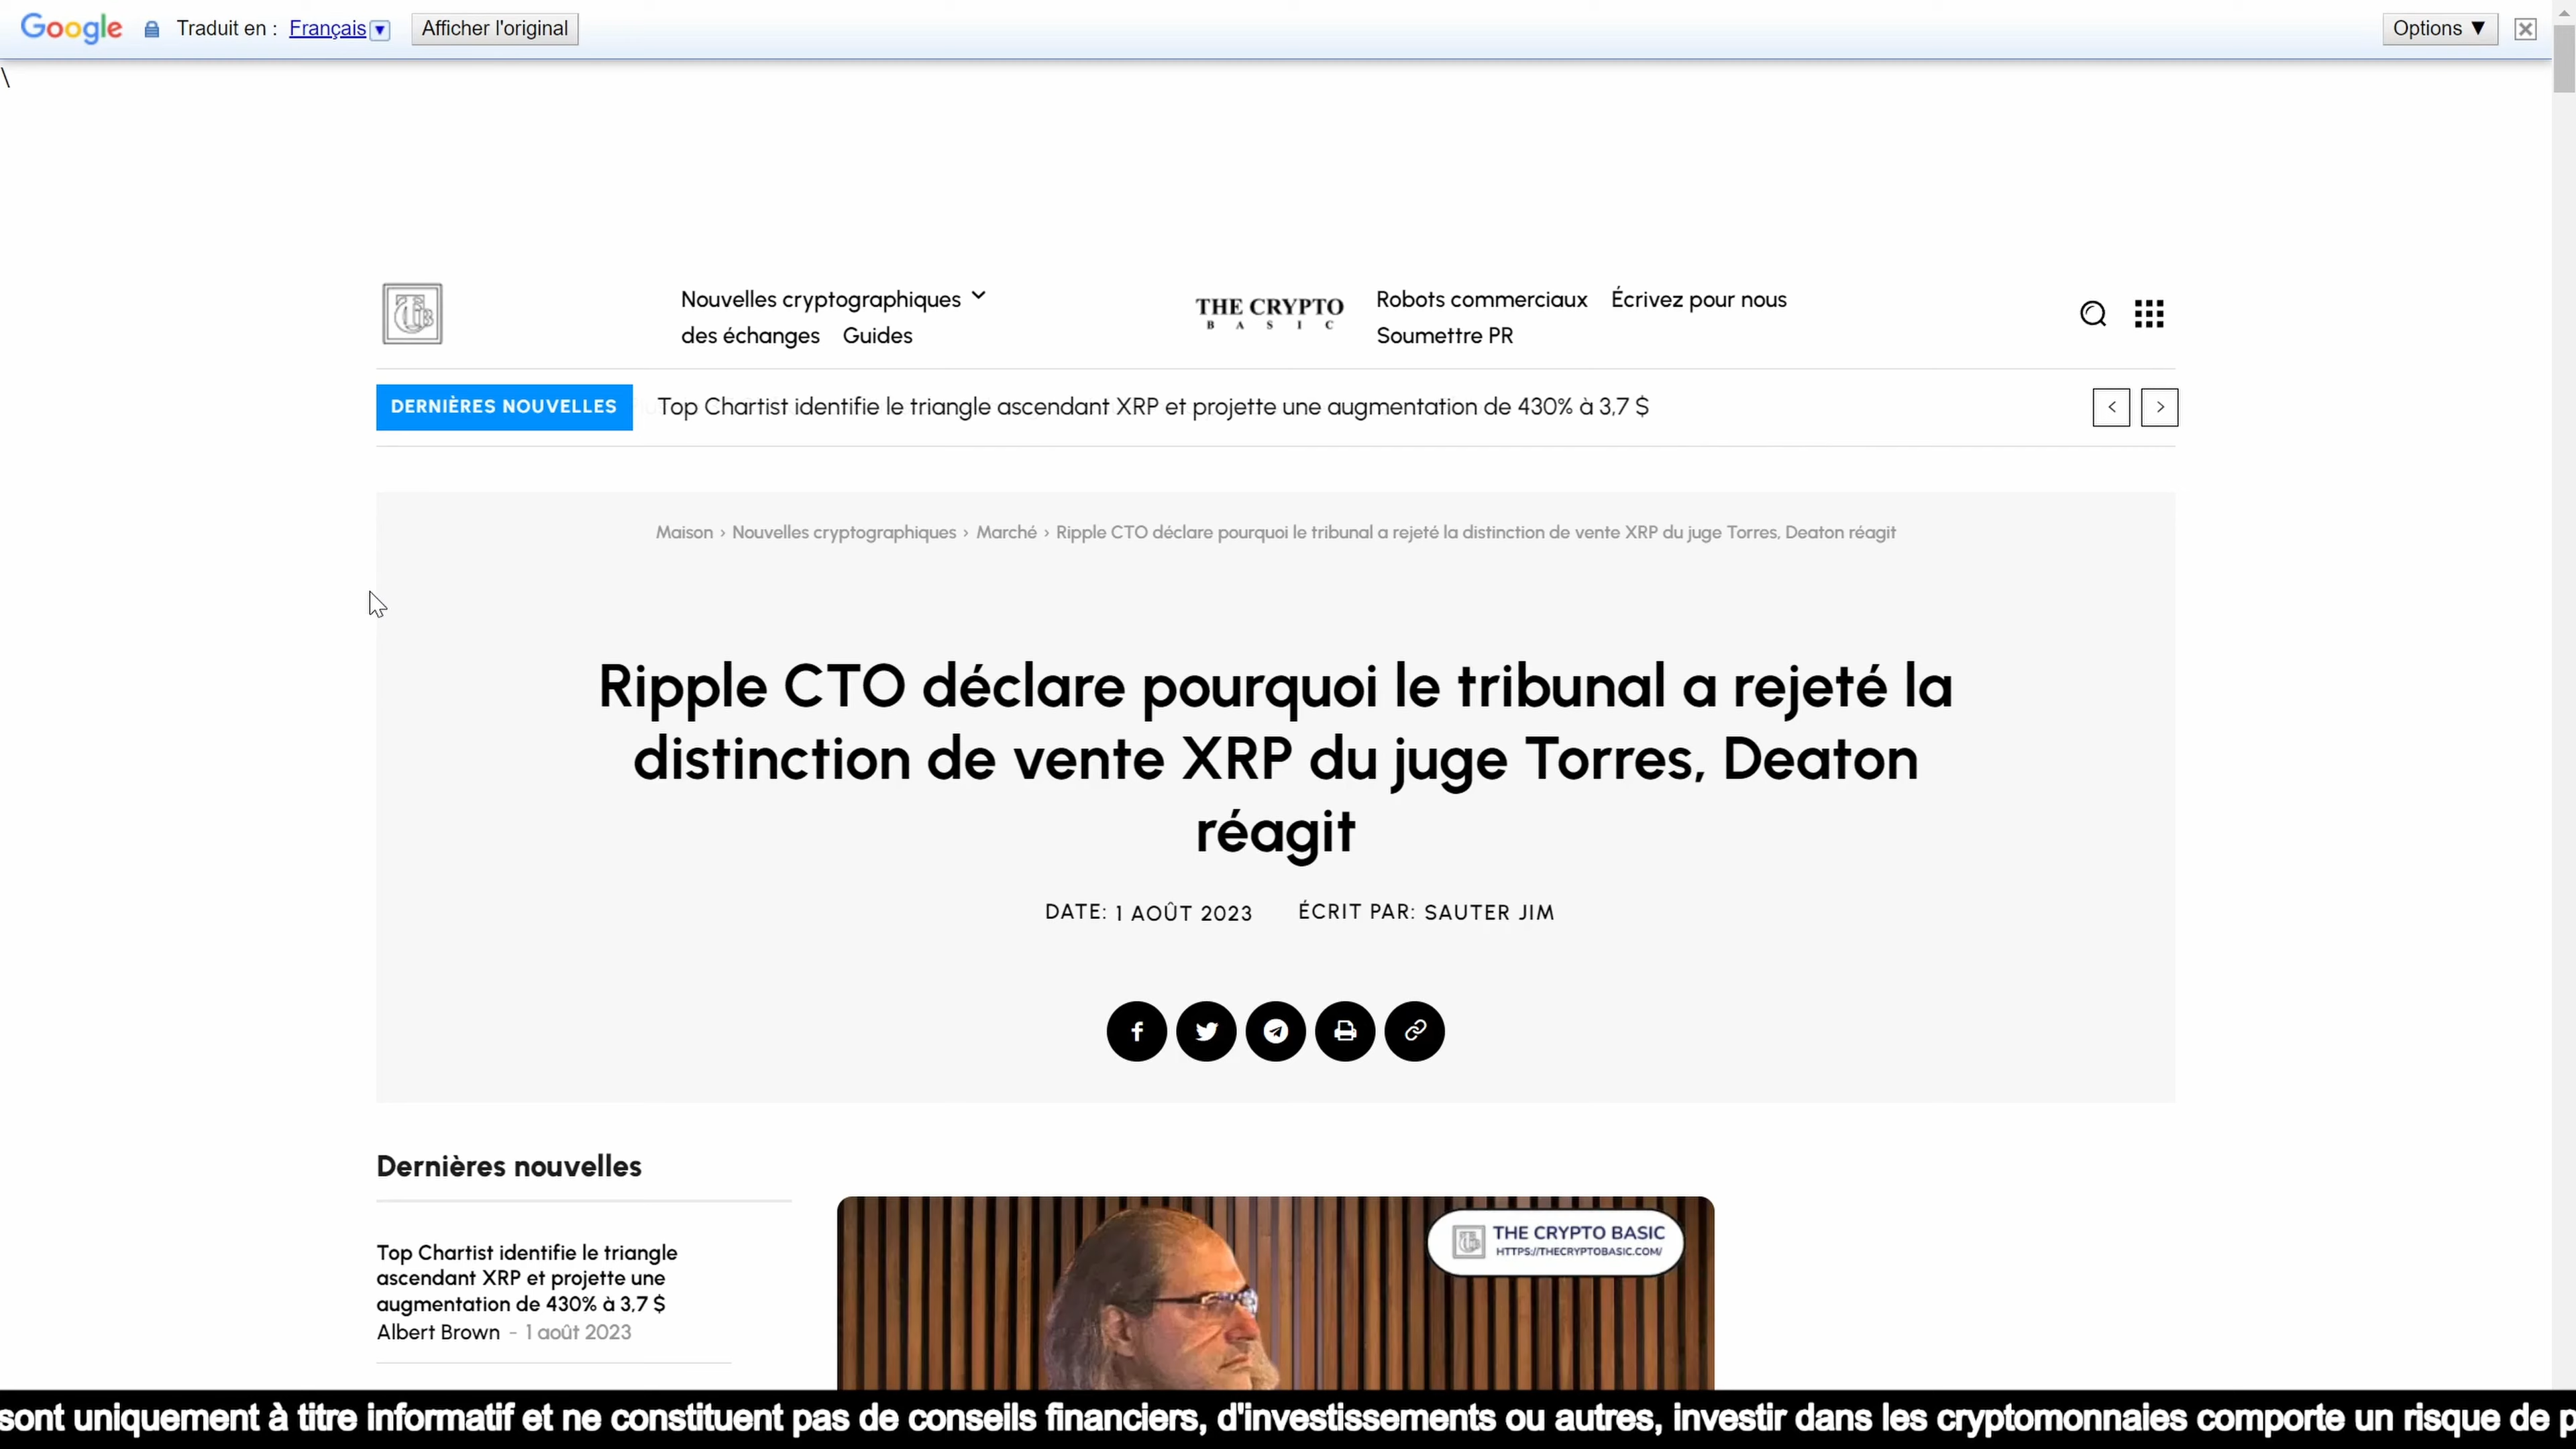 Google Traduit en : Français ▼ Afficher l'original Options ▼
\
Nouvelles cryptographiques
des échanges Guides
THE CRYPTO
BASIC
Robots commerciaux Écrivez pour nous
Soumettre PR
DERNIÈRES NOUVELLES Top Chartist identifie le triangle ascendant XRP et projette une augmentation de 430% à 3,7 $
Maison › Nouvelles cryptographiques › Marché › Ripple CTO déclare pourquoi le tribunal a rejeté la distinction de vente XRP du juge Torres, Deaton réagit
Ripple CTO déclare pourquoi le tribunal a rejeté la
distinction de vente XRP du juge Torres, Deaton
réagit
DATE: 1 AOÛT 2023 ÉCRIT PAR: SAUTER JIM
Dernières nouvelles
Top Chartist identifie le triangle
ascendant XRP et projette une
augmentation de 430% à 3,7 $
Albert Brown - 1 août 2023
THE CRYPTO BASIC
HTTPS://THECRYPTOBASIC.COM/
sont uniquement à titre informatif et ne constituent pas de conseils financiers, d'investissements ou autres, investir dans les cryptomonnaies comporte un risque de p